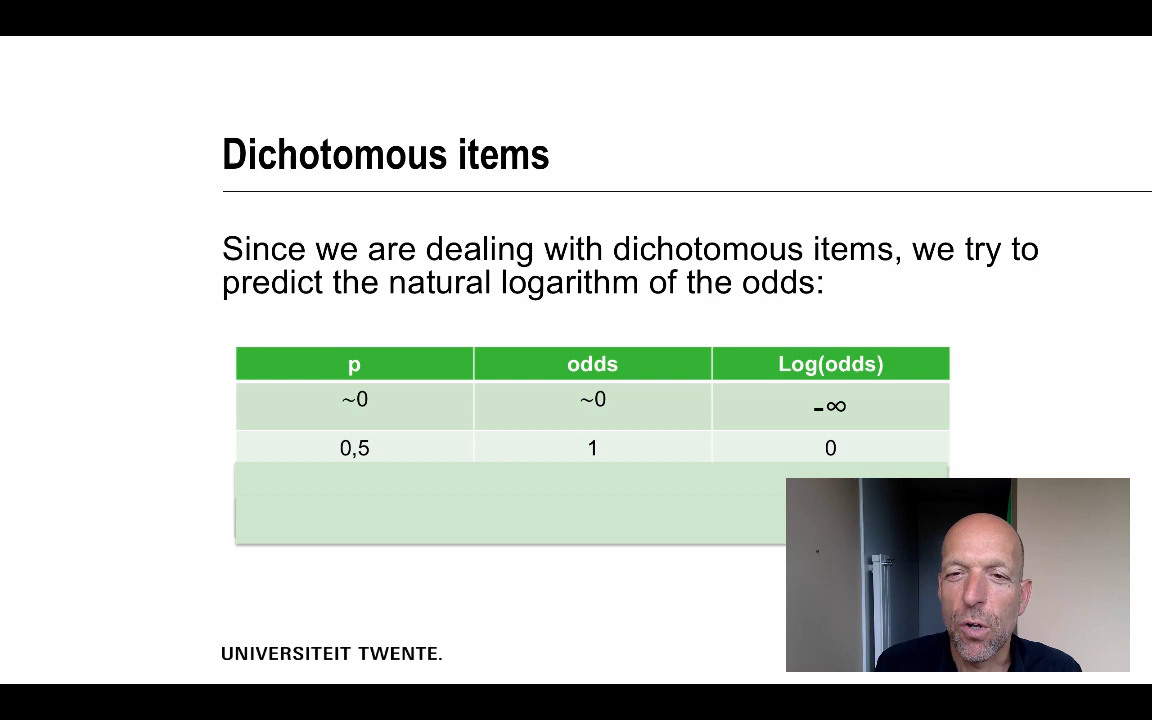 Dichotomous items
Since we are dealing with dichotomous items, we try to
predict the natural logarithm of the odds:
p odds Log(odds)
~0 ~0 -∞
0,5 1 0
UNIVERSITEIT TWENTE.